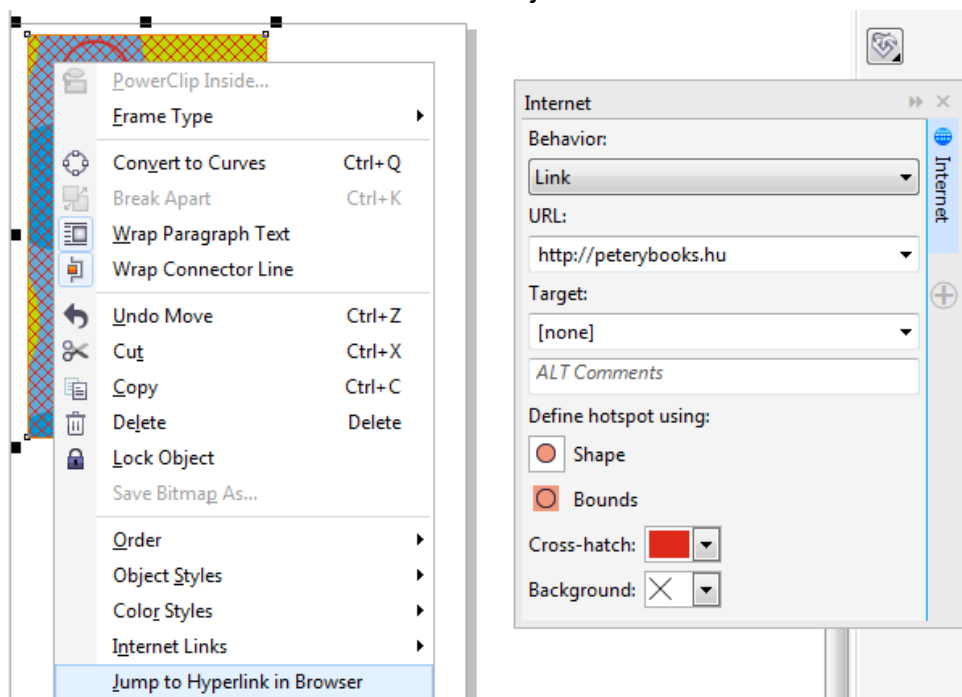 PowerClip Inside...
Frame Type
Convert to Curves Ctrl+Q
Break Apart Ctrl+K
Wrap Paragraph Text
Wrap Connector Line
Undo Move Ctrl+Z
Cut Ctrl+X
Copy Ctrl+C
Delete Delete
Lock Object
Save Bitmap As...
Order
Object Styles
Color Styles
Internet Links
Jump to Hyperlink in Browser
Internet
Behavior:
Link
URL:
http://peterybooks.hu
Target:
[none]
ALT Comments
Define hotspot using:
Shape
Bounds
Cross-hatch:
Background:
Internet